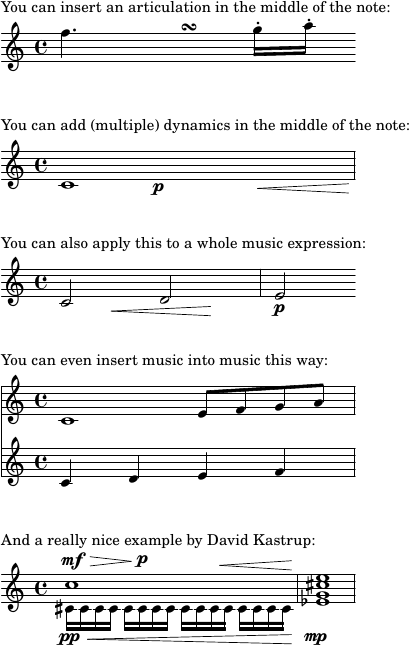 You can insert an articulation in the middle of the note:
You can add (multiple) dynamics in the middle of the note:
p
You can also apply this to a whole music expression:
p
You can even insert music into music this way:
And a really nice example by David Kastrup:
mf p
pp mp